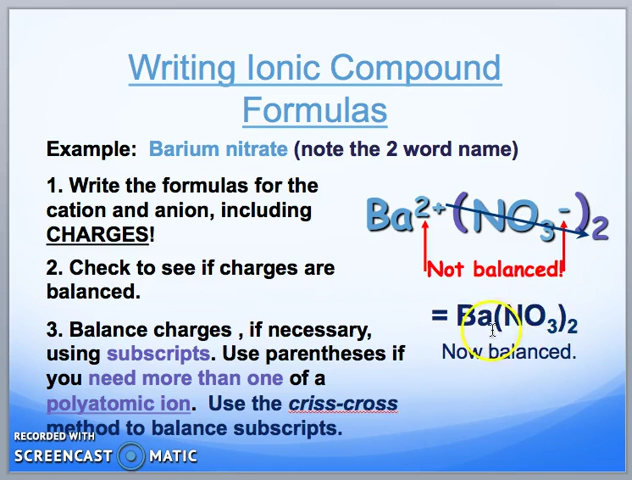 Writing Ionic Compound
Formulas
Example: Barium nitrate (note the 2 word name)
1. Write the formulas for the
cation and anion, including
CHARGES!
2. Check to see if charges are
balanced.
3. Balance charges , if necessary,
using subscripts. Use parentheses if
you need more than one of a
polyatomic ion. Use the criss-cross
method to balance subscripts.
Ba²⁺(NO₃⁻)₂
Not balanced!
= Ba(NO₃)₂
Now balanced.
RECORDED WITH
SCREENCAST MATIC